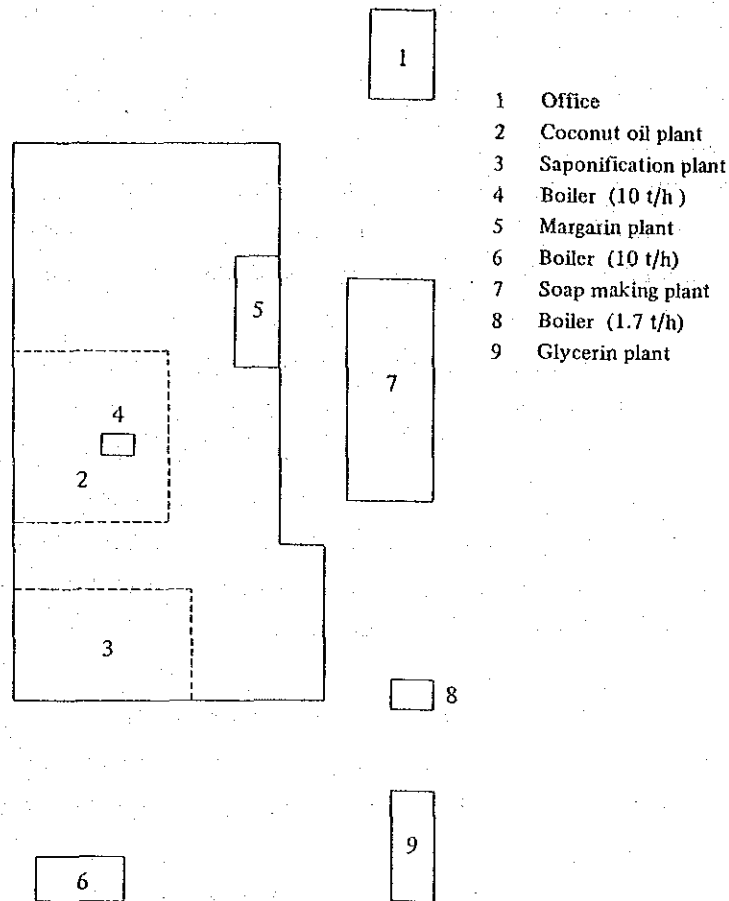 1
1 Office
2 Coconut oil plant
3 Saponification plant
4 Boiler (10 t/h)
5 Margarin plant
6 Boiler (10 t/h)
7 Soap making plant
8 Boiler (1.7 t/h)
9 Glycerin plant
5
7
4
2
3
8
9
6